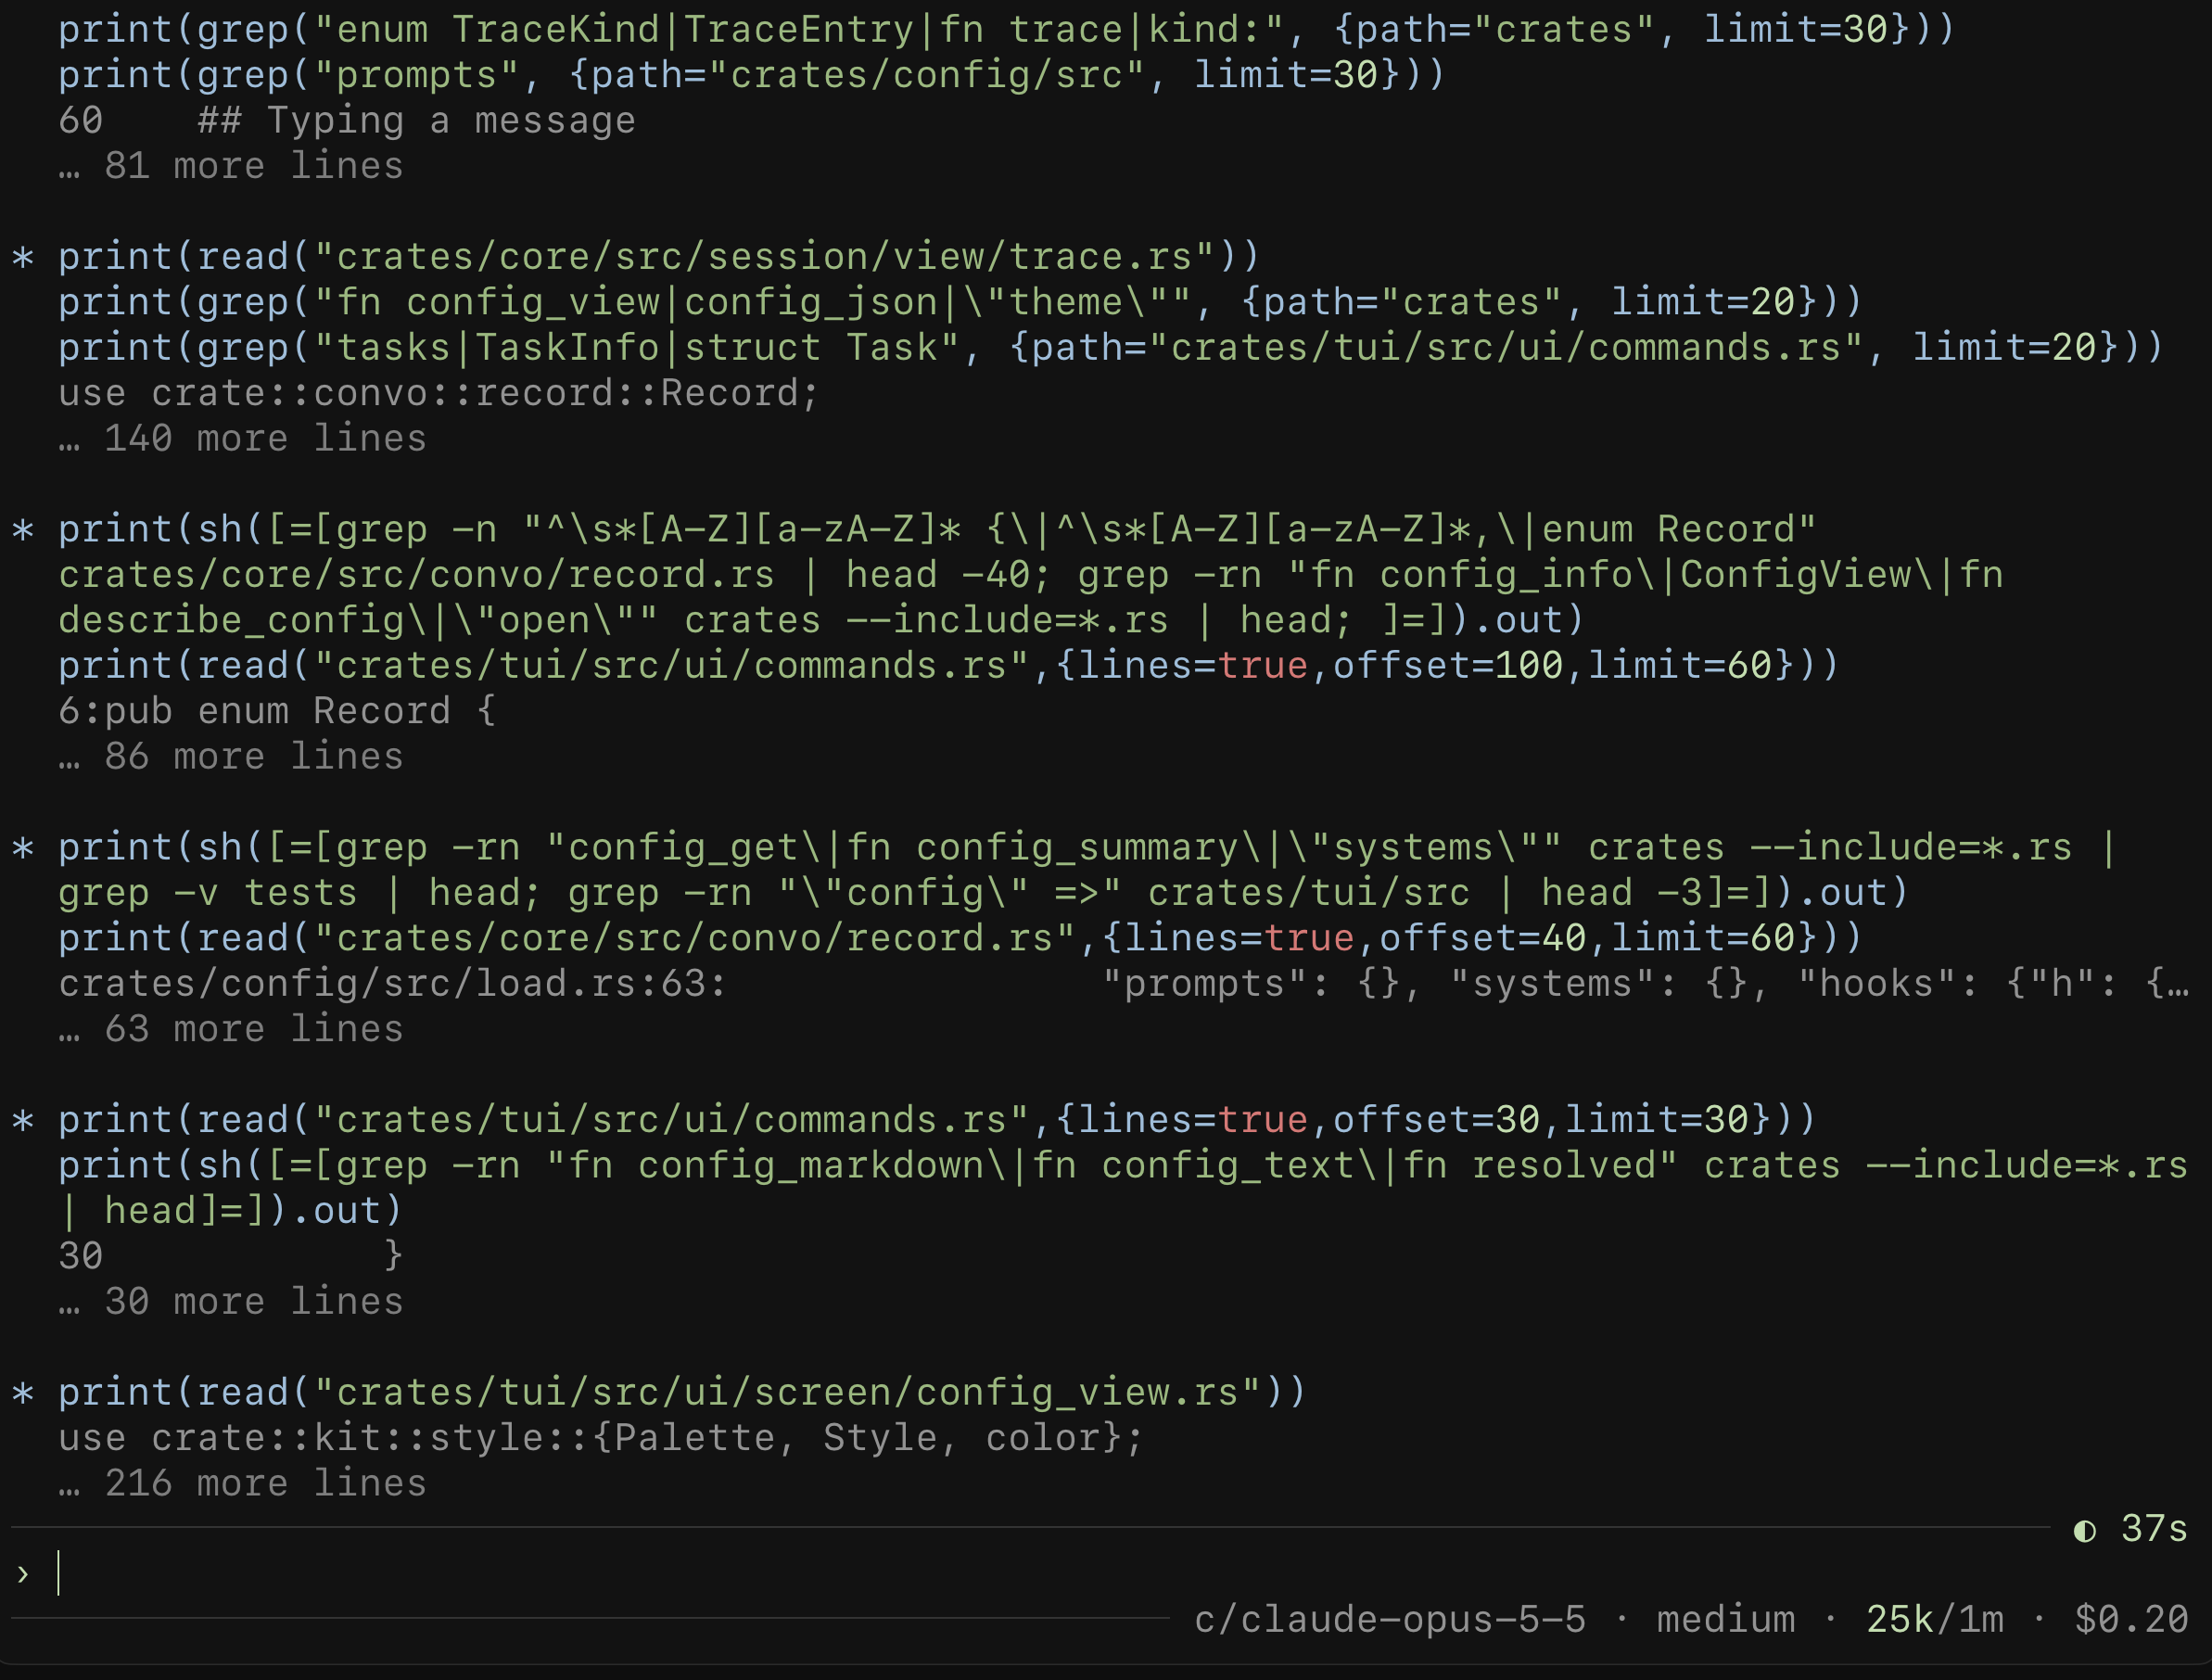 print(grep("enum TraceKind|TraceEntry|fn trace|kind:", {path="crates", limit=30}))
print(grep("prompts", {path="crates/config/src", limit=30}))
60    ## Typing a message
… 81 more lines
* print(read("crates/core/src/session/view/trace.rs"))
print(grep("fn config_view|config_json|\"theme\"", {path="crates", limit=20}))
print(grep("tasks|TaskInfo|struct Task", {path="crates/tui/src/ui/commands.rs", limit=20}))
use crate::convo::record::Record;
… 140 more lines
* print(sh([=[grep -n "^\s*[A-Z][a-zA-Z]* {\|^\s*[A-Z][a-zA-Z]*,\|enum Record"
crates/core/src/convo/record.rs | head -40; grep -rn "fn config_info\|ConfigView\|fn
describe_config\|\"open\"" crates --include=*.rs | head; ]=]).out)
print(read("crates/tui/src/ui/commands.rs",{lines=true,offset=100,limit=60}))
6:pub enum Record {
… 86 more lines
* print(sh([=[grep -rn "config_get\|fn config_summary\|\"systems\"" crates --include=*.rs |
grep -v tests | head; grep -rn "\"config\" =>" crates/tui/src | head -3]=]).out)
print(read("crates/core/src/convo/record.rs",{lines=true,offset=40,limit=60}))
crates/config/src/load.rs:63:                "prompts": {}, "systems": {}, "hooks": {"h": {…
… 63 more lines
* print(read("crates/tui/src/ui/commands.rs",{lines=true,offset=30,limit=30}))
print(sh([=[grep -rn "fn config_markdown\|fn config_text\|fn resolved" crates --include=*.rs
| head]=]).out)
30            }
… 30 more lines
* print(read("crates/tui/src/ui/screen/config_view.rs"))
use crate::kit::style::{Palette, Style, color};
… 216 more lines
◐ 37s
›
c/claude-opus-5-5 · medium · 25k/1m · $0.20